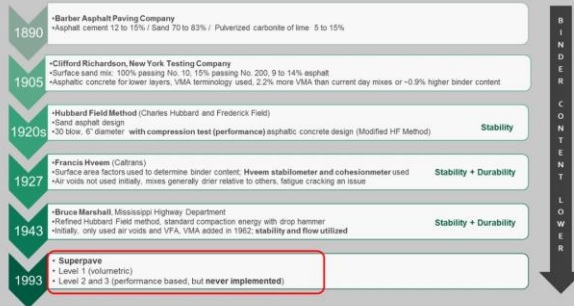 1890
•Barber Asphalt Paving Company
•Asphalt cement 12 to 15% / Sand 70 to 83% / Pulverized carbonite of lime 5 to 15%
1905
•Clifford Richardson, New York Testing Company
•Surface sand mix: 100% passing No. 10, 15% passing No. 200, 9 to 14% asphalt
•Asphaltic concrete for lower layers, VMA terminology used, 2.2% more VMA than current day mixes or ~0.9% higher binder content
1920s
•Hubbard Field Method (Charles Hubbard and Frederick Field)
•Sand asphalt design
•30 blow, 6" diameter with compression test (performance) asphaltic concrete design (Modified HF Method)
Stability
1927
•Francis Hveem (Caltrans)
•Surface area factors used to determine binder content; Hveem stabilometer and cohesionmeter used
•Air voids not used initially, mixes generally drier relative to others, fatigue cracking an issue
Stability + Durability
1943
•Bruce Marshall, Mississippi Highway Department
•Refined Hubbard Field method, standard compaction energy with drop hammer
•Initially, only used air voids and VFA, VMA added in 1962; stability and flow utilized
Stability + Durability
1993
• Superpave
• Level 1 (volumetric)
• Level 2 and 3 (performance based, but never implemented)
BINDER CONTENT LOWER